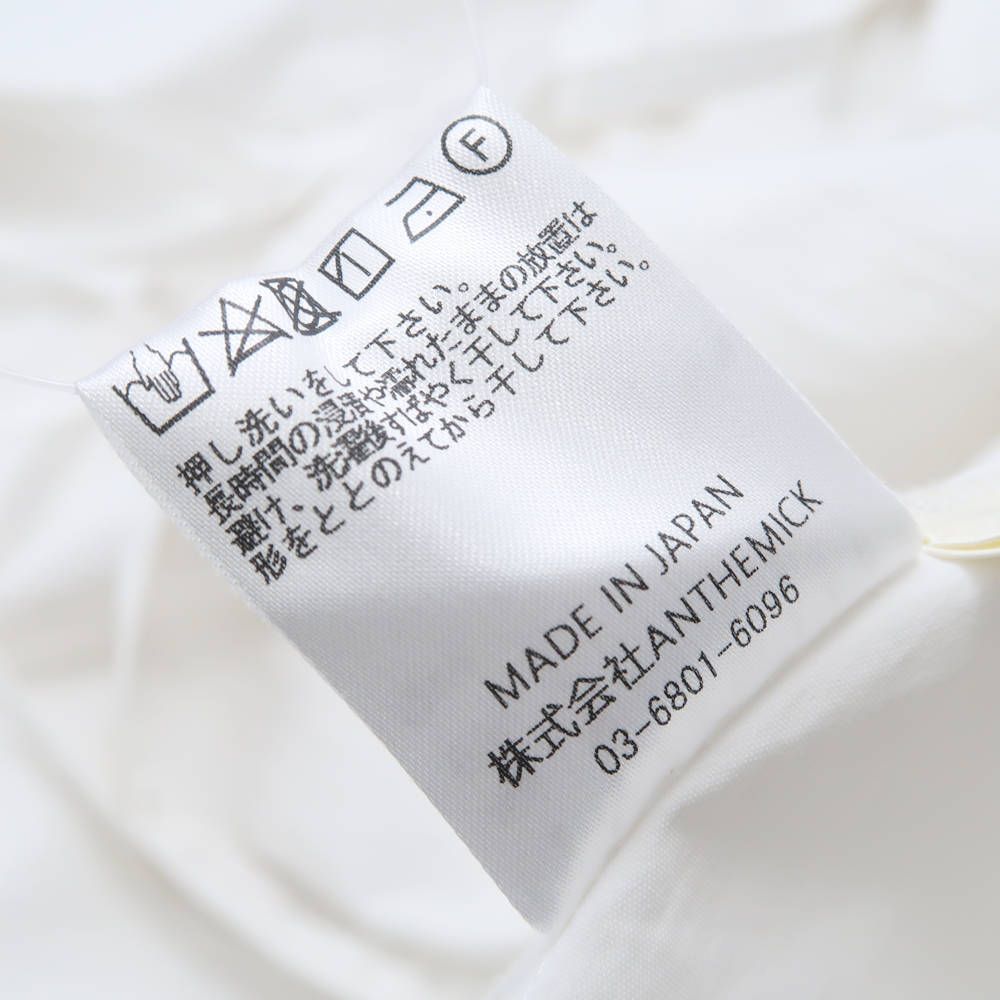 F
押し洗いをして下さい。
長時間の浸漬や濡れたままの放置は
避け、洗濯後すばやく干して下さい。
形をととのえてから干して下さい。
MADE IN JAPAN
株式会社ANTHEMICK
03-6801-6096